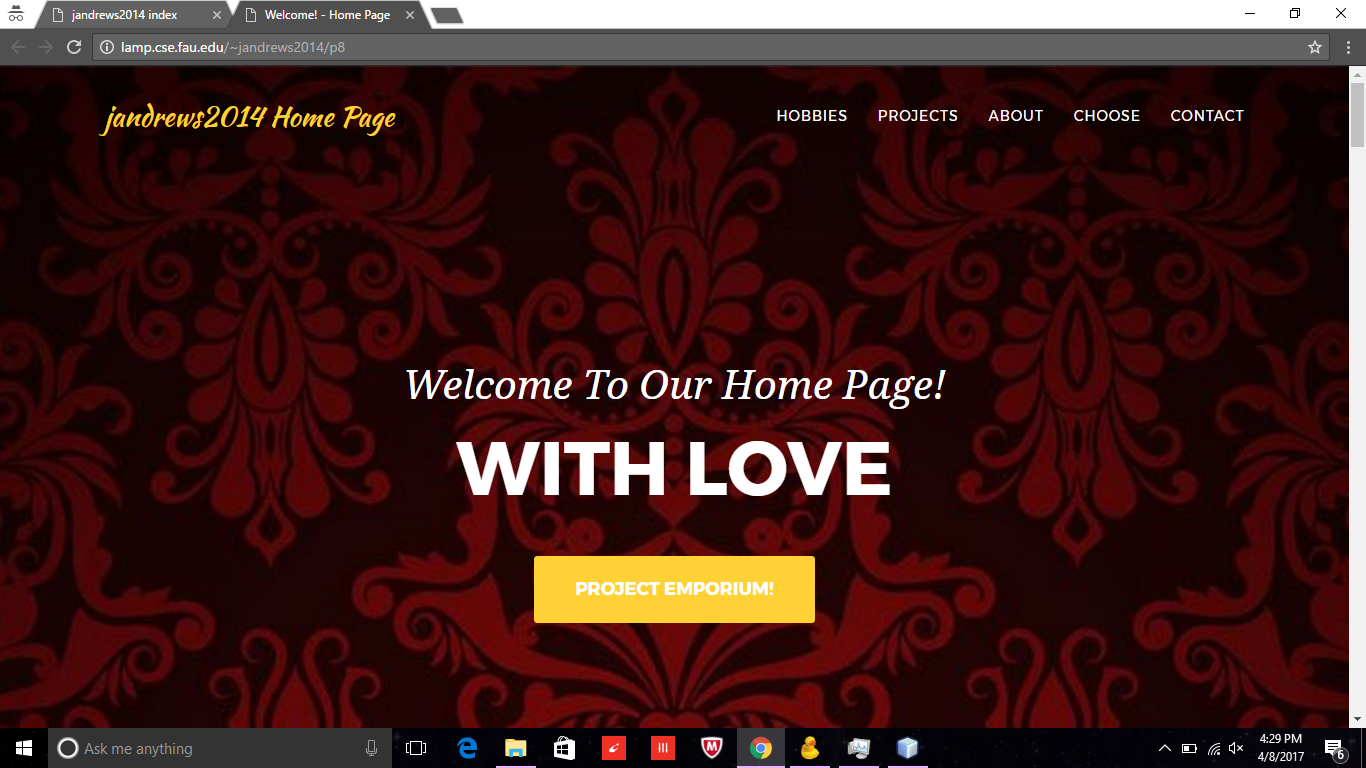 jandrews2014 index
Welcome! - Home Page
lamp.cse.fau.edu/~jandrews2014/p8
jandrews2014 Home Page
HOBBIES PROJECTS ABOUT CHOOSE CONTACT
Welcome To Our Home Page!
WITH LOVE
PROJECT EMPORIUM!
Ask me anything
4:29 PM
4/8/2017
6